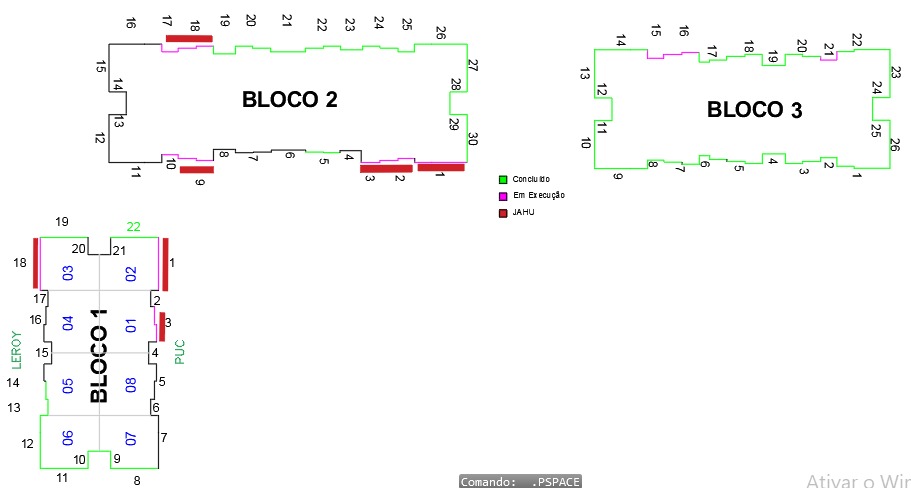 16 17 18 19 20 21 22 23 24 25 26
15 27
14 28
BLOCO 2
13 29
12 30
11 10 9 8 7 6 5 4 3 2 1
14 15 16 17 18 19 20 21 22
13 23
12 24
BLOCO 3
11 25
10 26
9 8 7 6 5 4 3 2 1
Concluído
Em Execução
JAHU
19 22
20 21
18 03 02 1
17 2
16 04 01 3
LEROY BLOCO 1 PUC
15 4
14 05 08 5
13 6
12 06 07 7
10 9
11 8
Comando: .PSPACE
Ativar o Wir